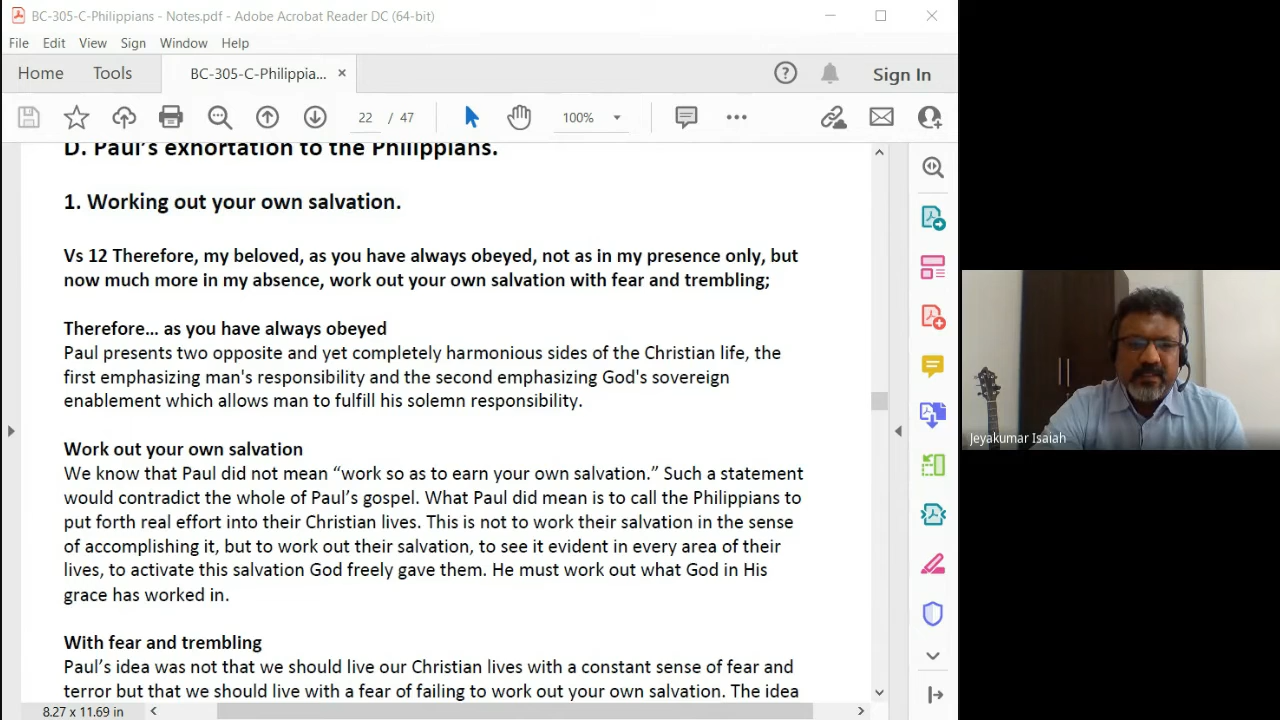 BC-305-C-Philippians - Notes.pdf - Adobe Acrobat Reader DC (64-bit)
File Edit View Sign Window Help
Home Tools BC-305-C-Philippia... × Sign In
22 / 47 100%
D. Paul's exhortation to the Philippians.
1. Working out your own salvation.
Vs 12 Therefore, my beloved, as you have always obeyed, not as in my presence only, but
now much more in my absence, work out your own salvation with fear and trembling;
Therefore... as you have always obeyed
Paul presents two opposite and yet completely harmonious sides of the Christian life, the
first emphasizing man's responsibility and the second emphasizing God's sovereign
enablement which allows man to fulfill his solemn responsibility.
Work out your own salvation
We know that Paul did not mean “work so as to earn your own salvation.” Such a statement
would contradict the whole of Paul’s gospel. What Paul did mean is to call the Philippians to
put forth real effort into their Christian lives. This is not to work their salvation in the sense
of accomplishing it, but to work out their salvation, to see it evident in every area of their
lives, to activate this salvation God freely gave them. He must work out what God in His
grace has worked in.
With fear and trembling
Paul’s idea was not that we should live our Christian lives with a constant sense of fear and
terror but that we should live with a fear of failing to work out your own salvation. The idea
8.27 x 11.69 in
Jeyakumar Isaiah